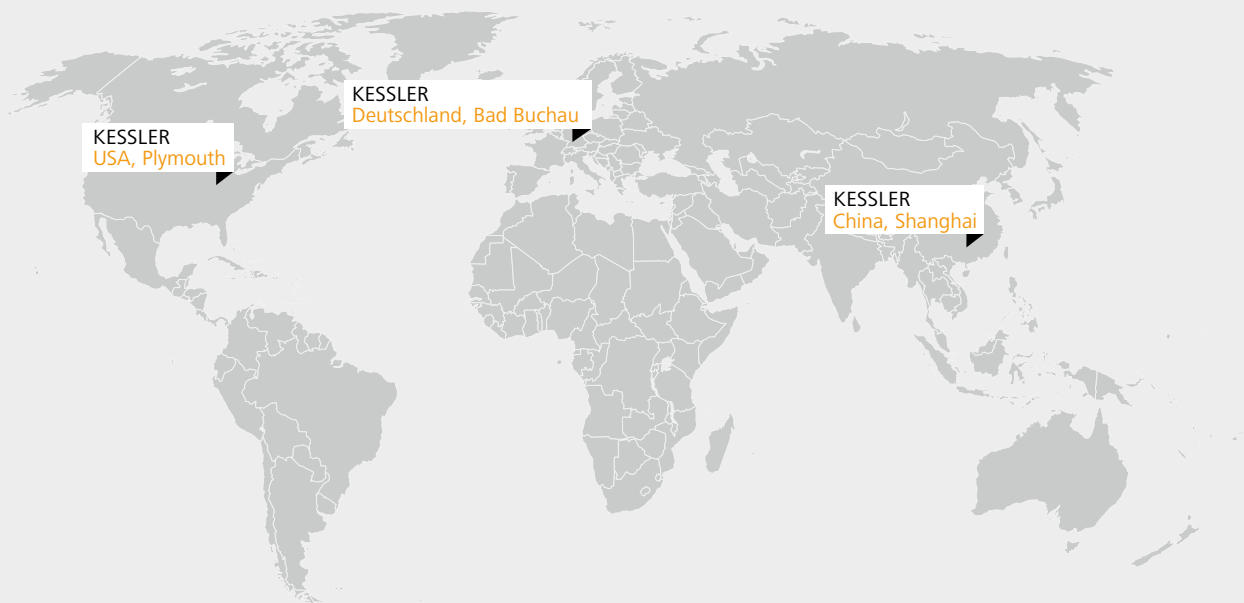 KESSLER
Deutschland, Bad Buchau
KESSLER
USA, Plymouth
KESSLER
China, Shanghai